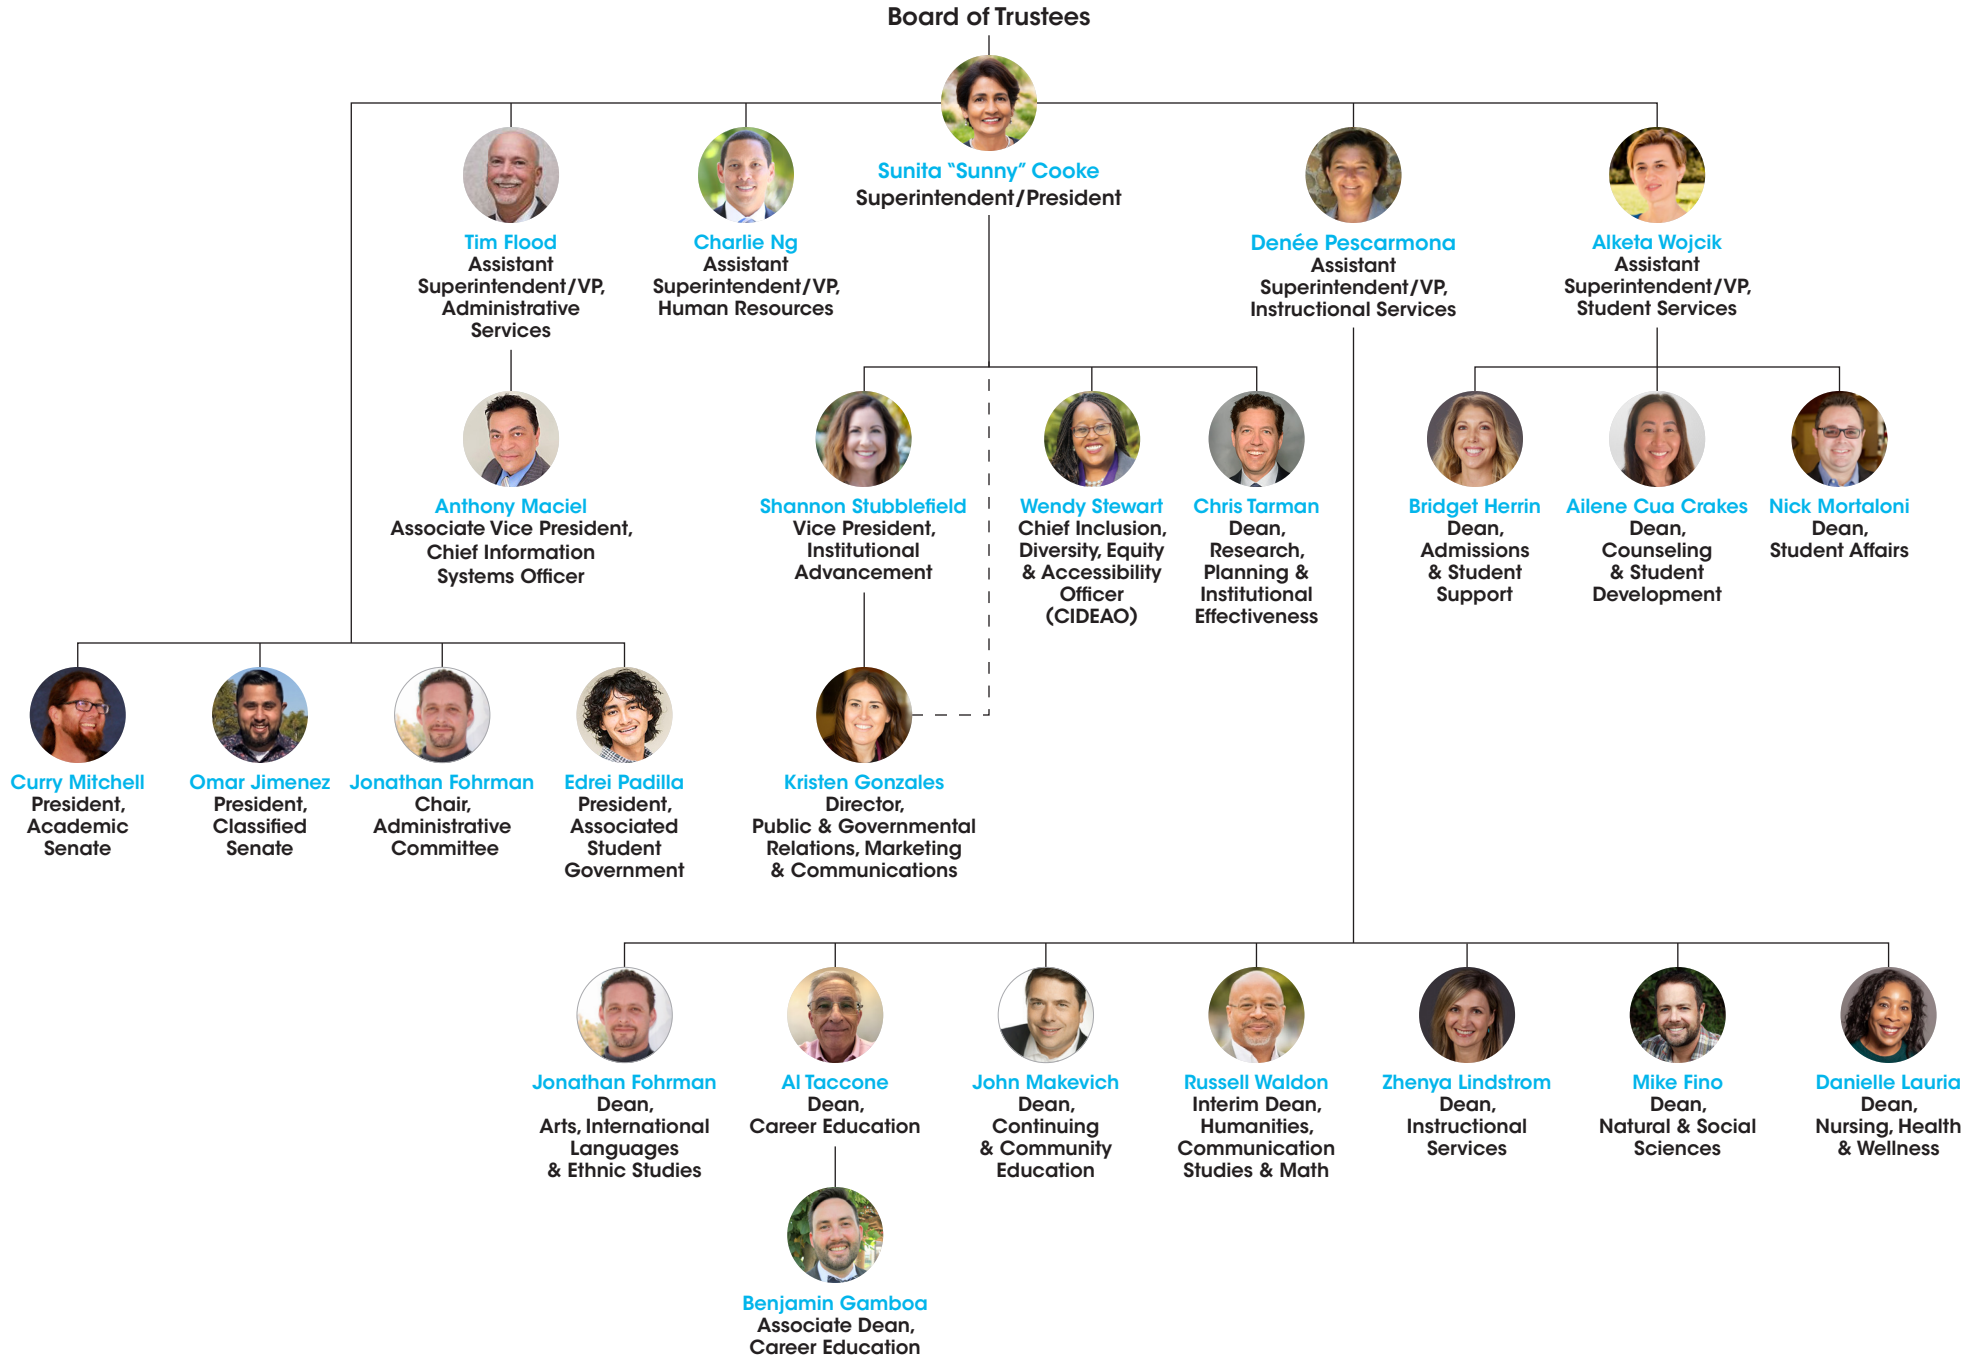 Board of Trustees
Sunita “Sunny” Cooke
Superintendent/President
Tim Flood
Assistant
Superintendent/VP,
Administrative
Services
Charlie Ng
Assistant
Superintendent/VP,
Human Resources
Denée Pescarmona
Assistant
Superintendent/VP,
Instructional Services
Alketa Wojcik
Assistant
Superintendent/VP,
Student Services
Anthony Maciel
Associate Vice President,
Chief Information
Systems Officer
Shannon Stubblefield
Vice President,
Institutional
Advancement
Wendy Stewart
Chief Inclusion,
Diversity, Equity
& Accessibility
Officer
(CIDEAO)
Chris Tarman
Dean,
Research,
Planning &
Institutional
Effectiveness
Bridget Herrin
Dean,
Admissions
& Student
Support
Ailene Cua Crakes
Dean,
Counseling
& Student
Development
Nick Mortaloni
Dean,
Student Affairs
Curry Mitchell
President,
Academic
Senate
Omar Jimenez
President,
Classified
Senate
Jonathan Fohrman
Chair,
Administrative
Committee
Edrei Padilla
President,
Associated
Student
Government
Kristen Gonzales
Director,
Public & Governmental
Relations, Marketing
& Communications
Jonathan Fohrman
Dean,
Arts, International
Languages
& Ethnic Studies
Al Taccone
Dean,
Career Education
John Makevich
Dean,
Continuing
& Community
Education
Russell Waldon
Interim Dean,
Humanities,
Communication
Studies & Math
Zhenya Lindstrom
Dean,
Instructional
Services
Mike Fino
Dean,
Natural & Social
Sciences
Danielle Lauria
Dean,
Nursing, Health
& Wellness
Benjamin Gamboa
Associate Dean,
Career Education